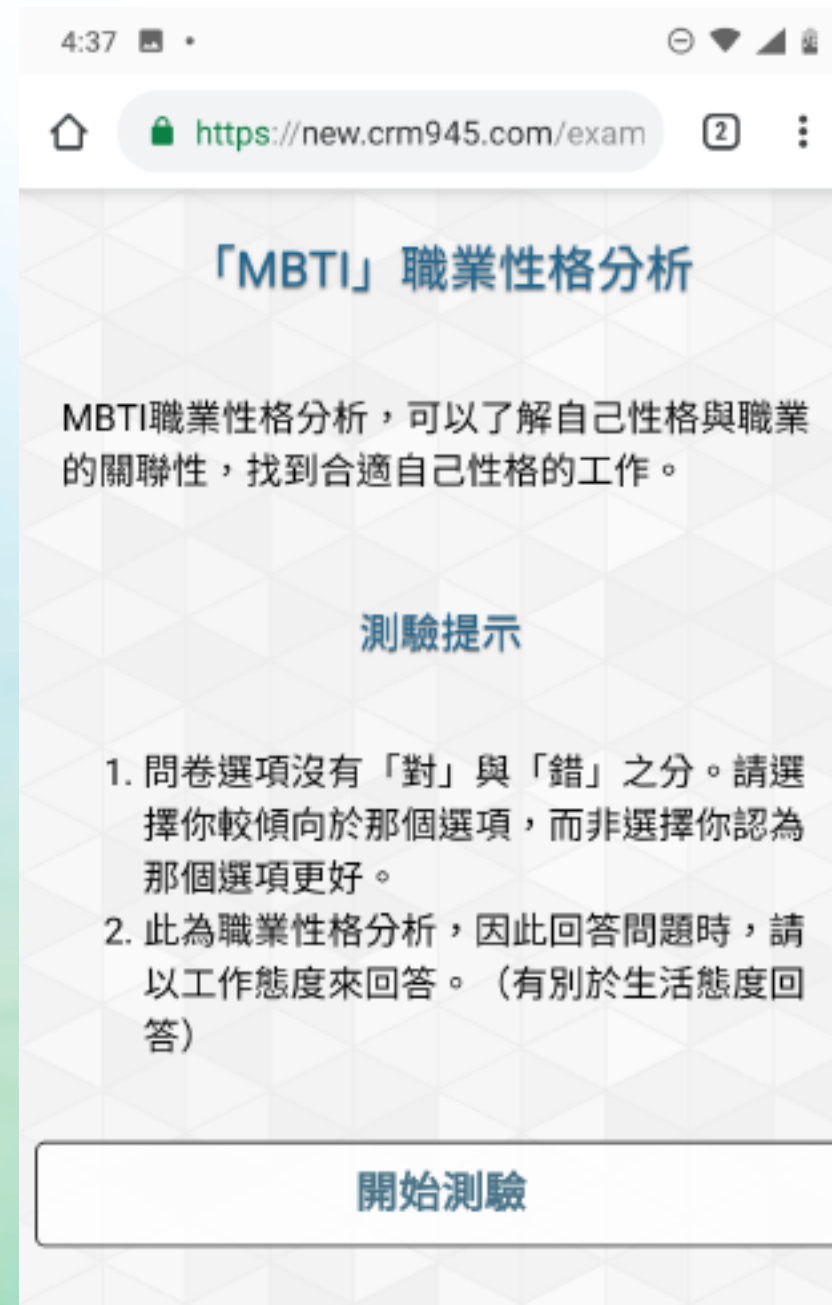 4:37
https://new.crm945.com/exam
2
「MBTI」職業性格分析
MBTI職業性格分析，可以了解自己性格與職業
的關聯性，找到合適自己性格的工作。
測驗提示
1. 問卷選項沒有「對」與「錯」之分。請選
擇你較傾向於那個選項，而非選擇你認為
那個選項更好。
2. 此為職業性格分析，因此回答問題時，請
以工作態度來回答。（有別於生活態度回
答）
開始測驗